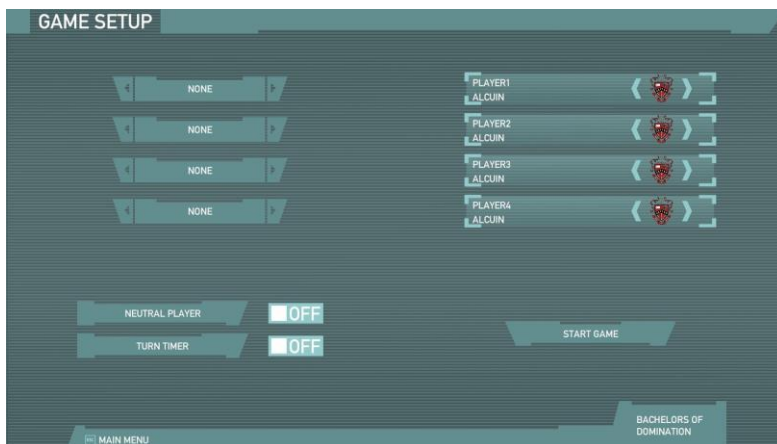 GAME SETUP
NONE
PLAYER1
ALCUIN
NONE
PLAYER2
ALCUIN
NONE
PLAYER3
ALCUIN
NONE
PLAYER4
ALCUIN
NEUTRAL PLAYER OFF
TURN TIMER OFF
START GAME
BACHELORS OF
DOMINATION
MAIN MENU